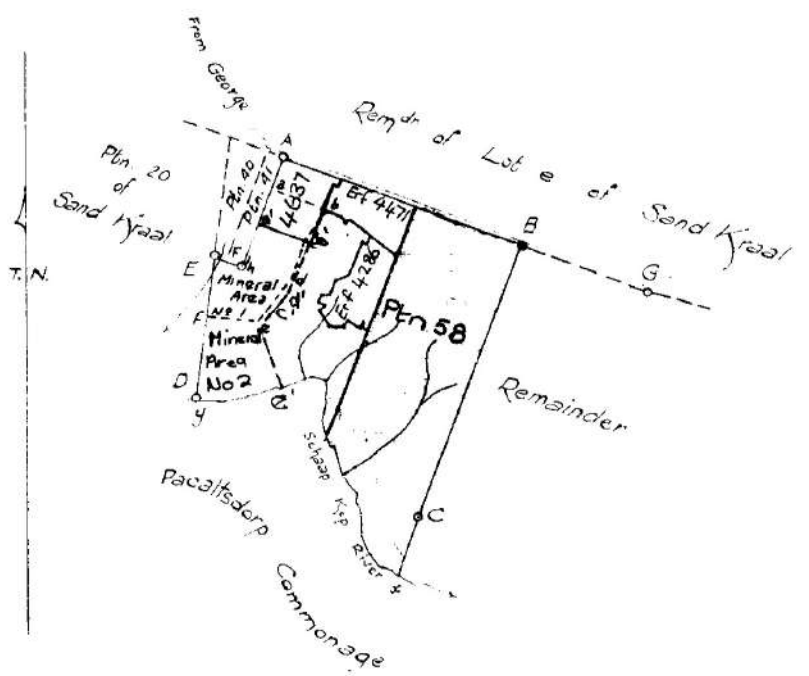 From George
Remdr of Lot e of Sand Kraal
Ptn. 20
of
Sand Kraal
T. N.
A
B
G
Ptn 40
Ptn. 41
a
4637
a'
b
b'
Erf 4471
Erf 4286
Ptn 58
E
F
h
Mineral
Area
No 1
F
Mineral
Area
No 2
c
d
e
e'
D
y
Remainder
Schaap
Kop
River
C
x
Pacaltsdorp
Commonage